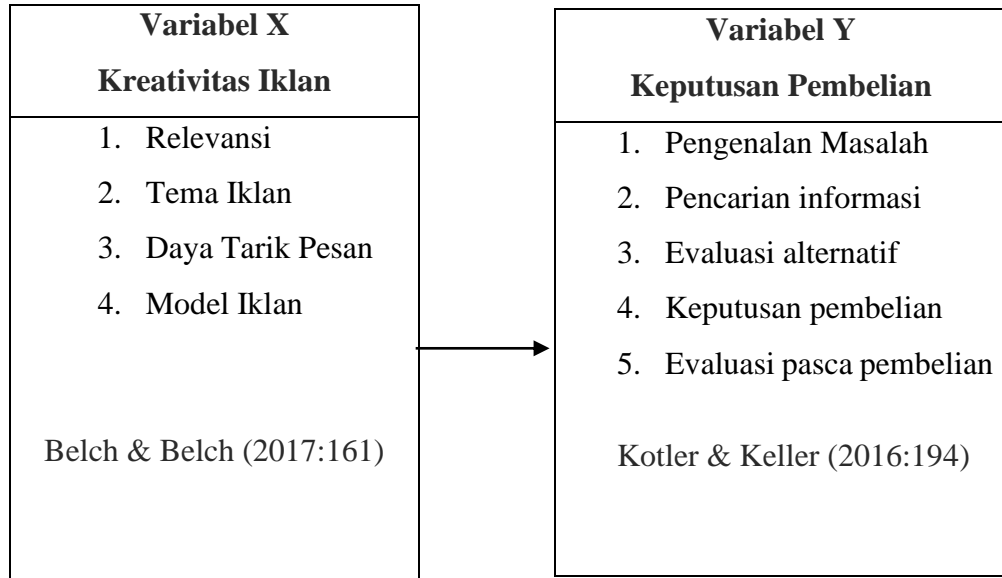 Variabel X
Kreativitas Iklan
1. Relevansi
2. Tema Iklan
3. Daya Tarik Pesan
4. Model Iklan
Belch & Belch (2017:161)
Variabel Y
Keputusan Pembelian
1. Pengenalan Masalah
2. Pencarian informasi
3. Evaluasi alternatif
4. Keputusan pembelian
5. Evaluasi pasca pembelian
Kotler & Keller (2016:194)